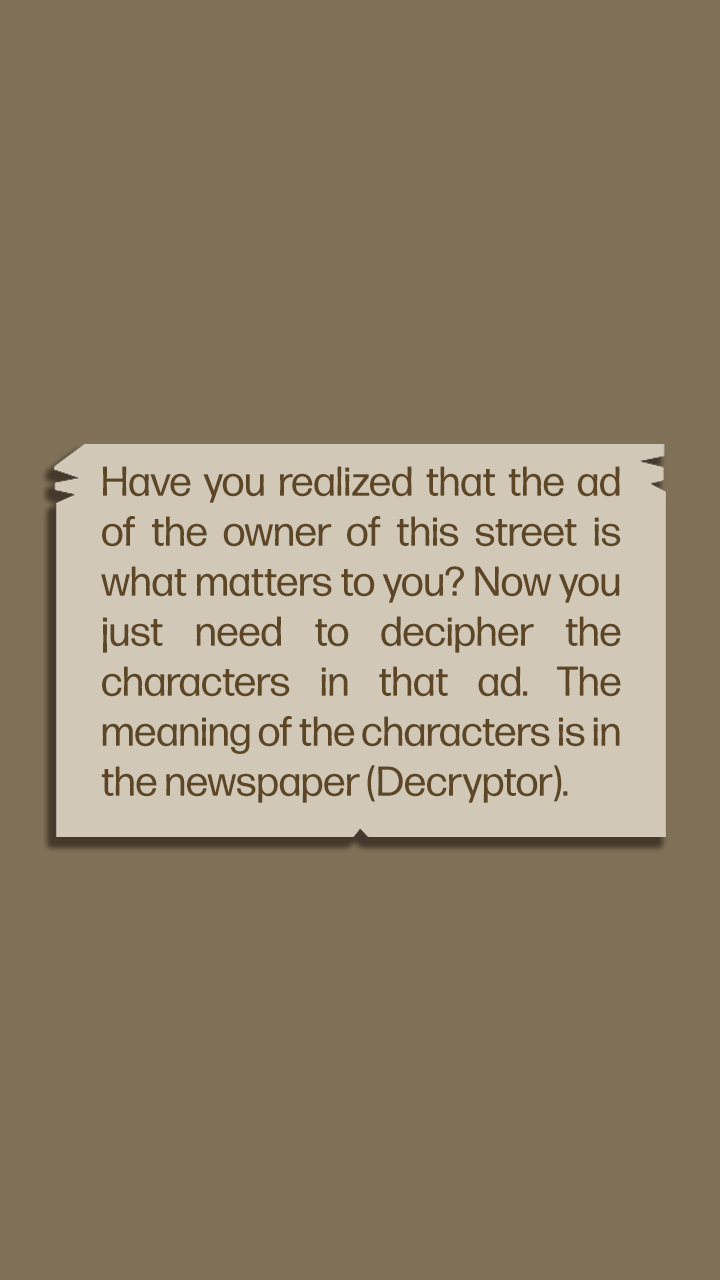 Have you realized that the ad
of the owner of this street is
what matters to you? Now you
just need to decipher the
characters in that ad. The
meaning of the characters is in
the newspaper (Decryptor).